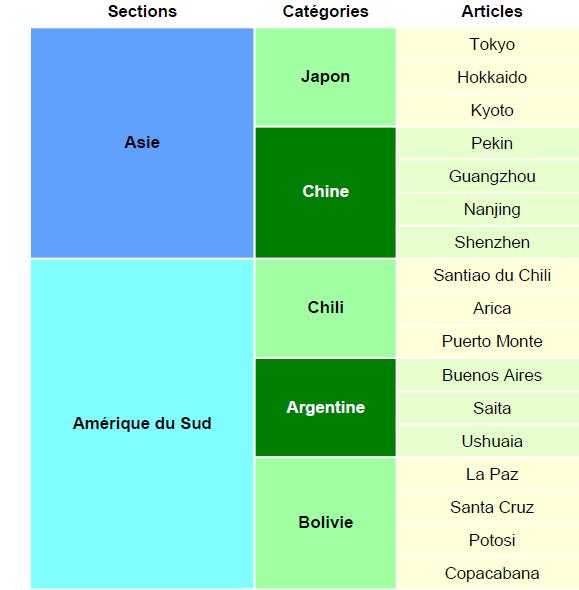 Sections Catégories Articles
Asie
Japon
Tokyo
Hokkaido
Kyoto
Chine
Pekin
Guangzhou
Nanjing
Shenzhen
Amérique du Sud
Chili
Santiao du Chili
Arica
Puerto Monte
Argentine
Buenos Aires
Saita
Ushuaia
Bolivie
La Paz
Santa Cruz
Potosi
Copacabana